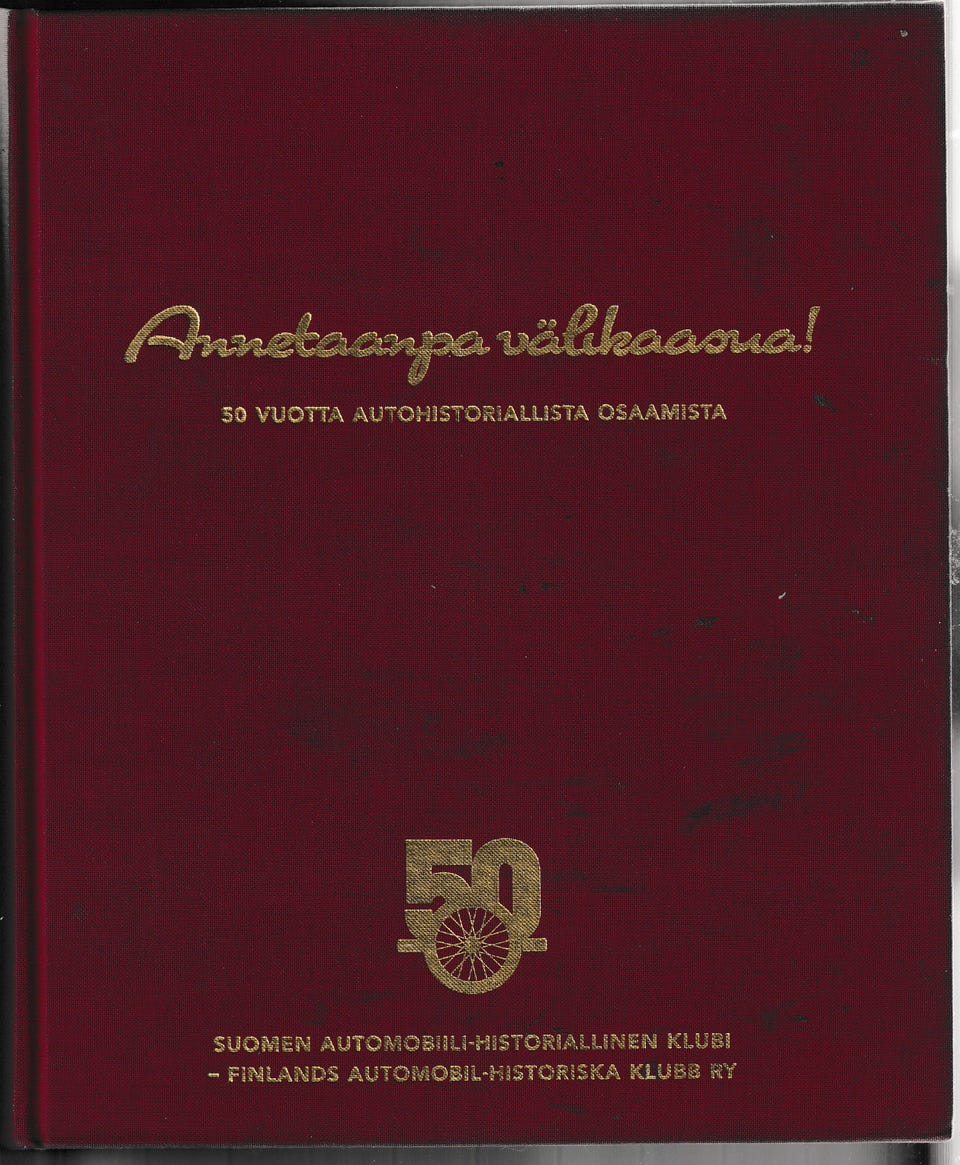 Annetaanpa välikaasua!
50 VUOTTA AUTOHISTORIALLISTA OSAAMISTA
50
SUOMEN AUTOMOBIILI-HISTORIALLINEN KLUBI
– FINLANDS AUTOMOBIL-HISTORISKA KLUBB RY